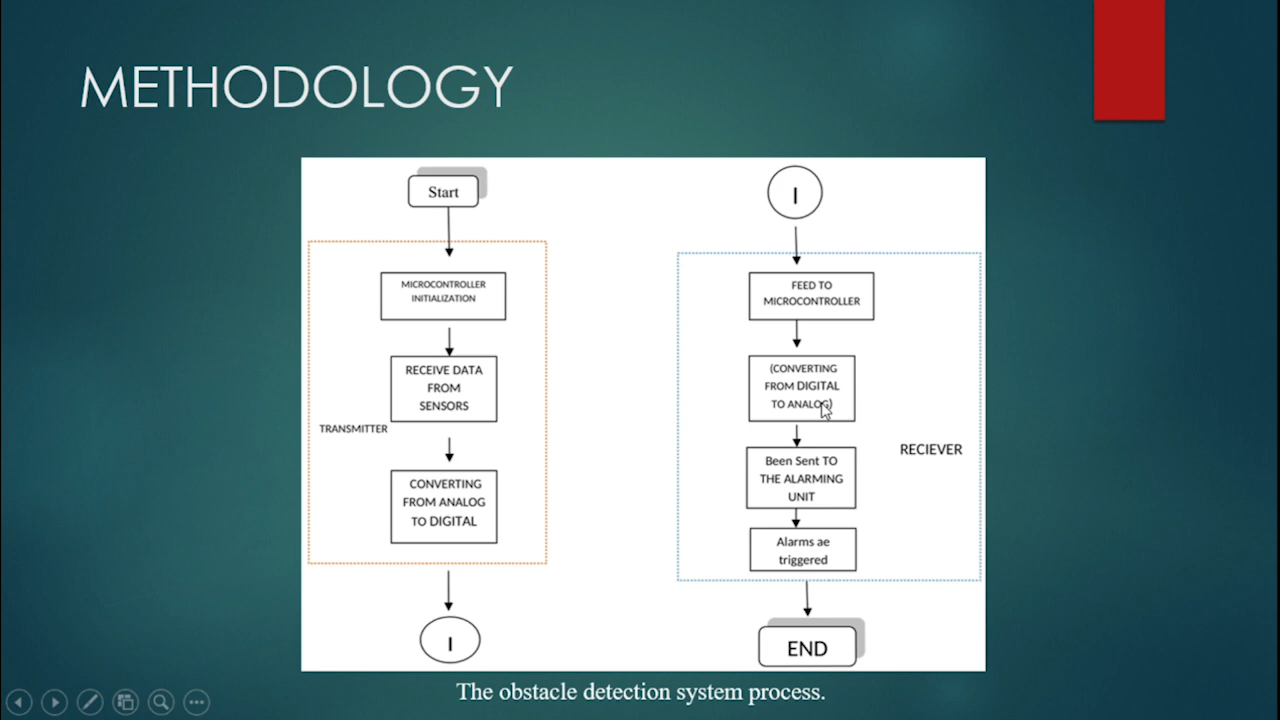 METHODOLOGY
Start
MICROCONTROLLER
INITIALIZATION
RECEIVE DATA
FROM
SENSORS
TRANSMITTER
CONVERTING
FROM ANALOG
TO DIGITAL
I
I
FEED TO
MICROCONTROLLER
(CONVERTING
FROM DIGITAL
TO ANALOG)
RECIEVER
Been Sent TO
THE ALARMING
UNIT
Alarms ae
triggered
END
The obstacle detection system process.